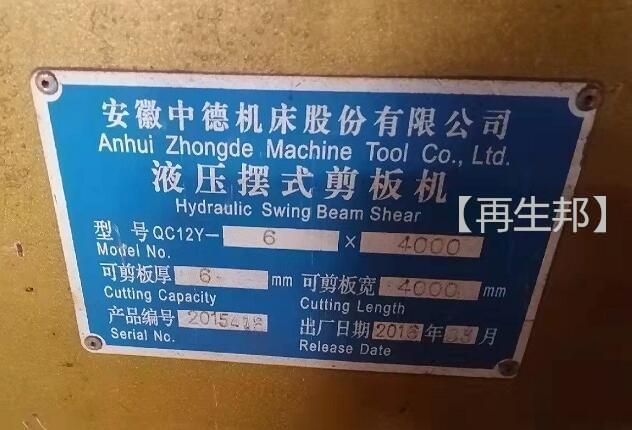 安徽中德机床股份有限公司
Anhui Zhongde Machine Tool Co., Ltd.
液压摆式剪板机
Hydraulic Swing Beam Shear
【再生邦】
型号 QC12Y- 6 × 4000
Model No.
可剪板厚 6 mm 可剪板宽 4000 mm
Cutting Capacity Cutting Length
产品编号 出厂日期 2016 年 03 月
Serial No. Release Date